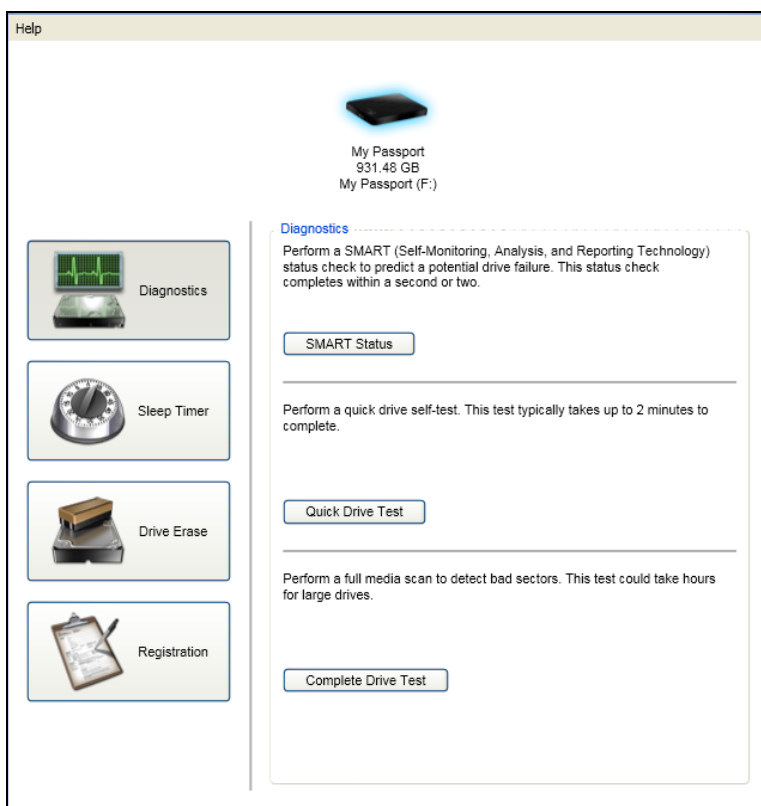 Help
My Passport
931.48 GB
My Passport (F:)
Diagnostics
Sleep Timer
Drive Erase
Registration
Diagnostics
Perform a SMART (Self-Monitoring, Analysis, and Reporting Technology)
status check to predict a potential drive failure. This status check
completes within a second or two.
SMART Status
Perform a quick drive self-test. This test typically takes up to 2 minutes to
complete.
Quick Drive Test
Perform a full media scan to detect bad sectors. This test could take hours
for large drives.
Complete Drive Test